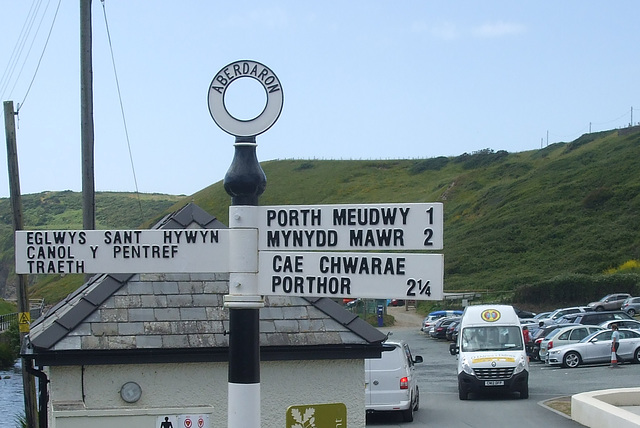 ABERDARON
PORTH MEUDWY 1
MYNYDD MAWR 2
EGLWYS SANT HYWYN
CANOL Y PENTREF
TRAETH
CAE CHWARAE
PORTHOR 2¼